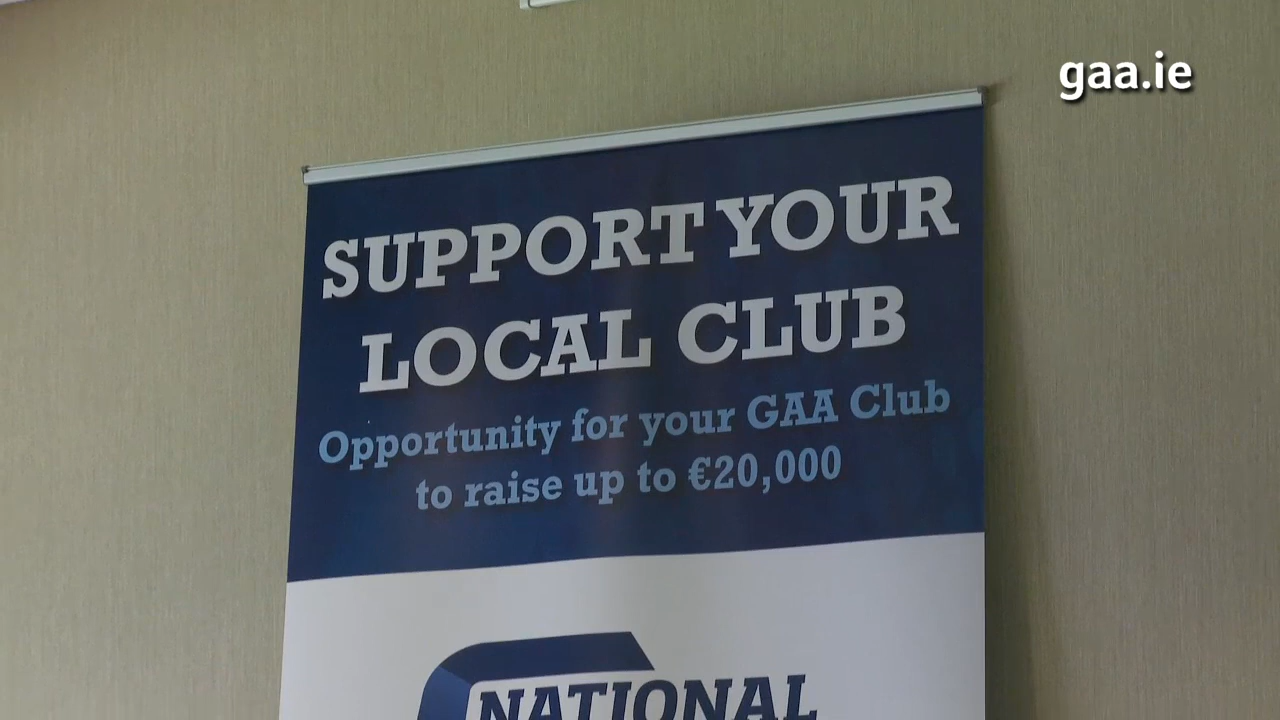 gaa.ie
SUPPORT YOUR
LOCAL CLUB
Opportunity for your GAA Club
to raise up to €20,000
NATIONAL